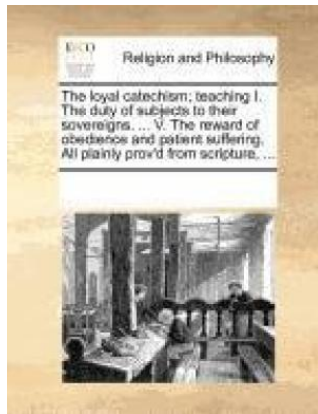 ECCO
Religion and Philosophy
The loyal catechism; teaching I.
The duty of subjects to their
sovereigns. ... V. The reward of
obedience and patient suffering.
All plainly prov'd from scripture, ...